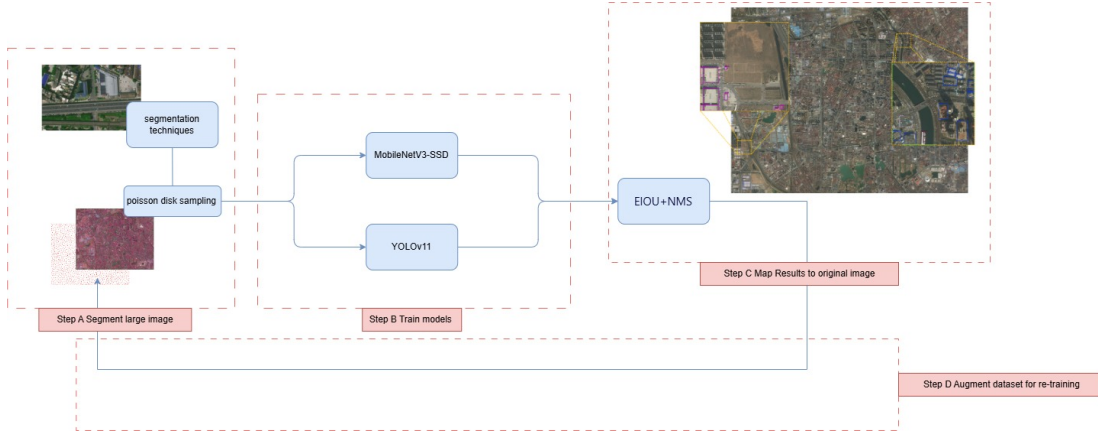 segmentation
techniques
poisson disk sampling
Step A Segment large image
MobileNetV3-SSD
YOLOv11
Step B Train models
EIOU+NMS
Step C Map Results to original image
Step D Augment dataset for re-training